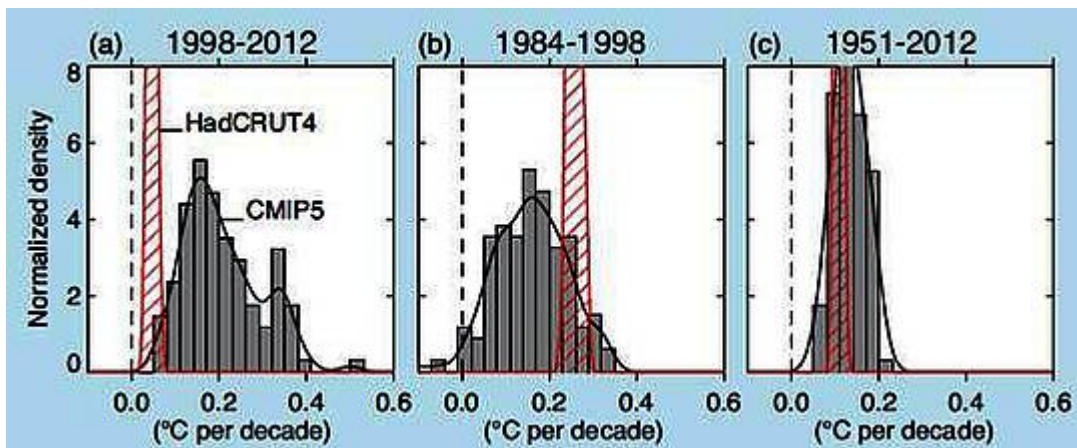 (a) 1998-2012
(b) 1984-1998
(c) 1951-2012
Normalized density
8
6
4
2
0
HadCRUT4
CMIP5
0.0 0.2 0.4 0.6
(°C per decade)
0.0 0.2 0.4 0.6
(°C per decade)
0.0 0.2 0.4 0.6
(°C per decade)